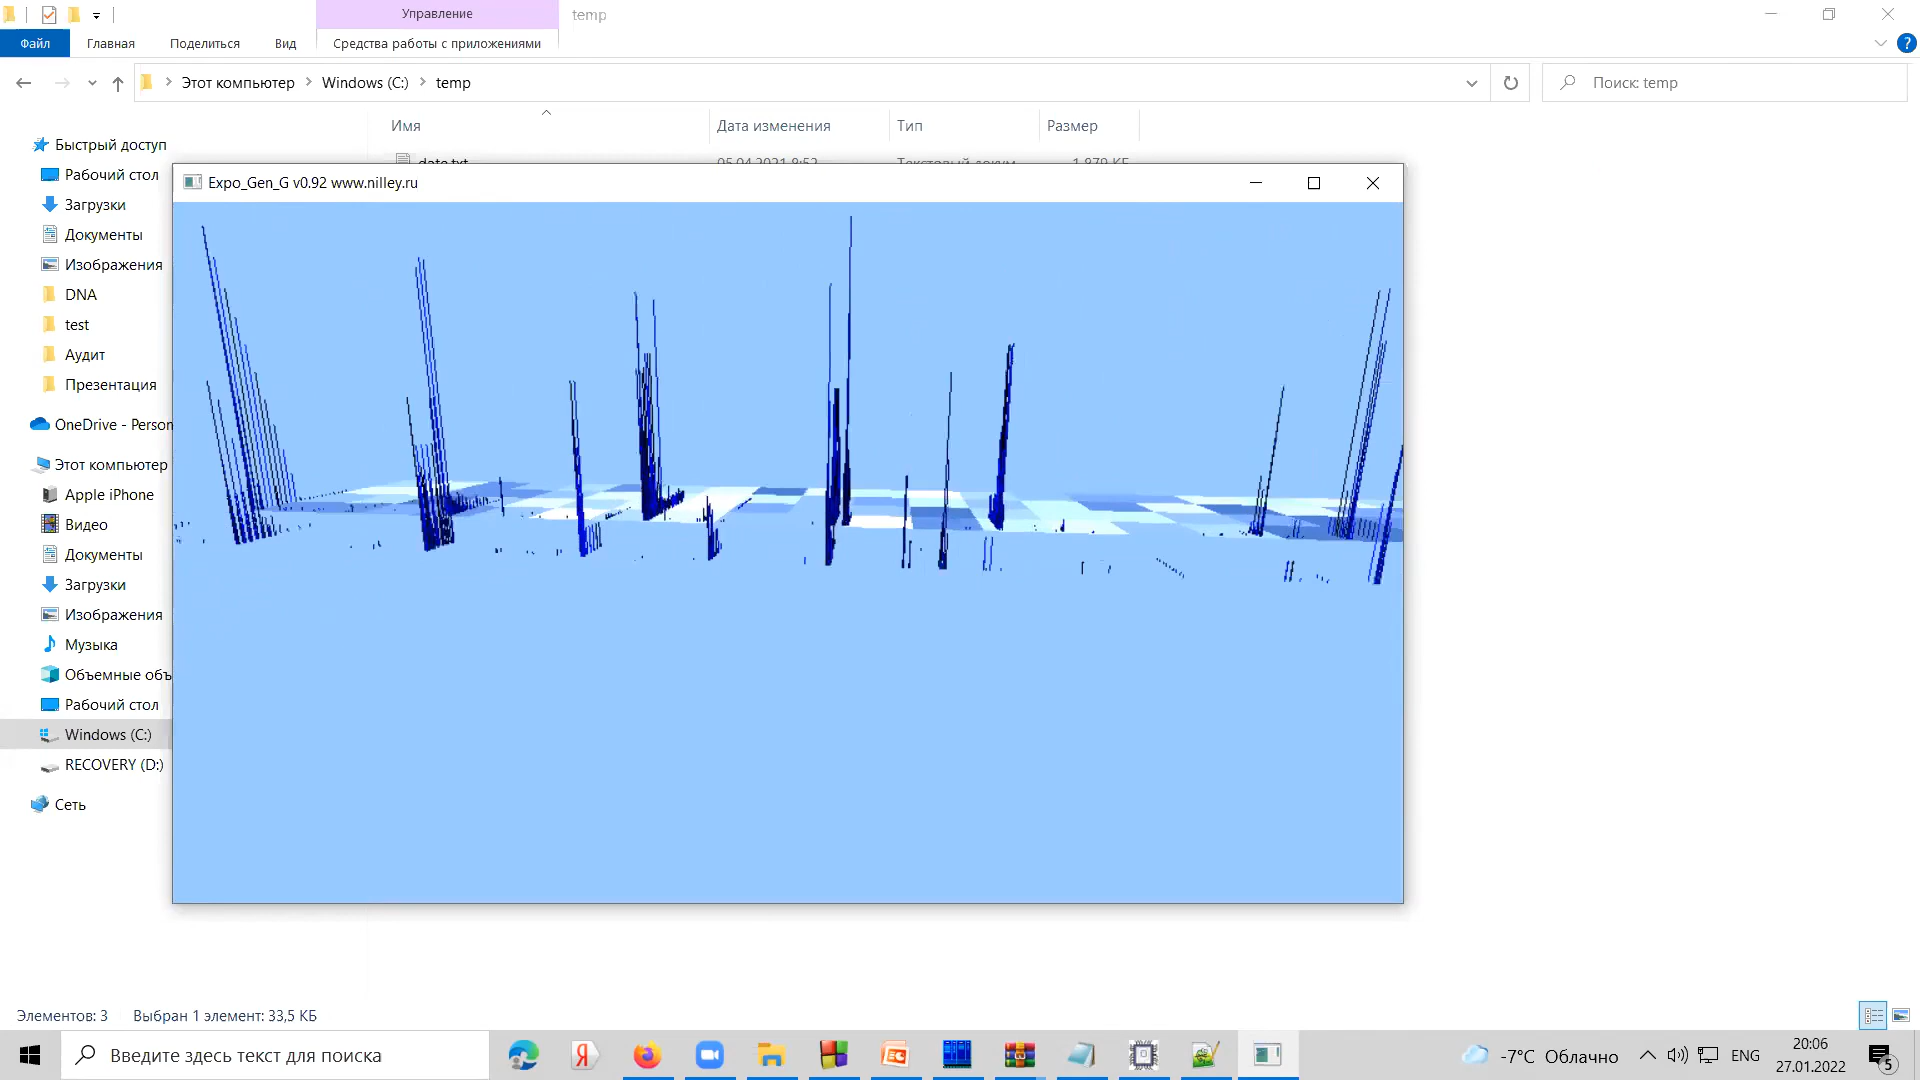 Управление
temp
Файл
Главная
Поделиться
Вид
Средства работы с приложениями
Этот компьютер
Windows (C:)
temp
Поиск: temp
Имя
Дата изменения
Тип
Размер
Быстрый доступ
Рабочий стол
Загрузки
Документы
Изображения
DNA
test
Аудит
Презентация
OneDrive - Person
Этот компьютер
Apple iPhone
Видео
Документы
Загрузки
Изображения
Музыка
Объемные объ
Рабочий стол
Windows (C:)
RECOVERY (D:)
Сеть
Expo_Gen_G v0.92 www.nilley.ru
Элементов: 3
Выбран 1 элемент: 33,5 КБ
Введите здесь текст для поиска
-7°C Облачно
ENG
20:06
27.01.2022
5